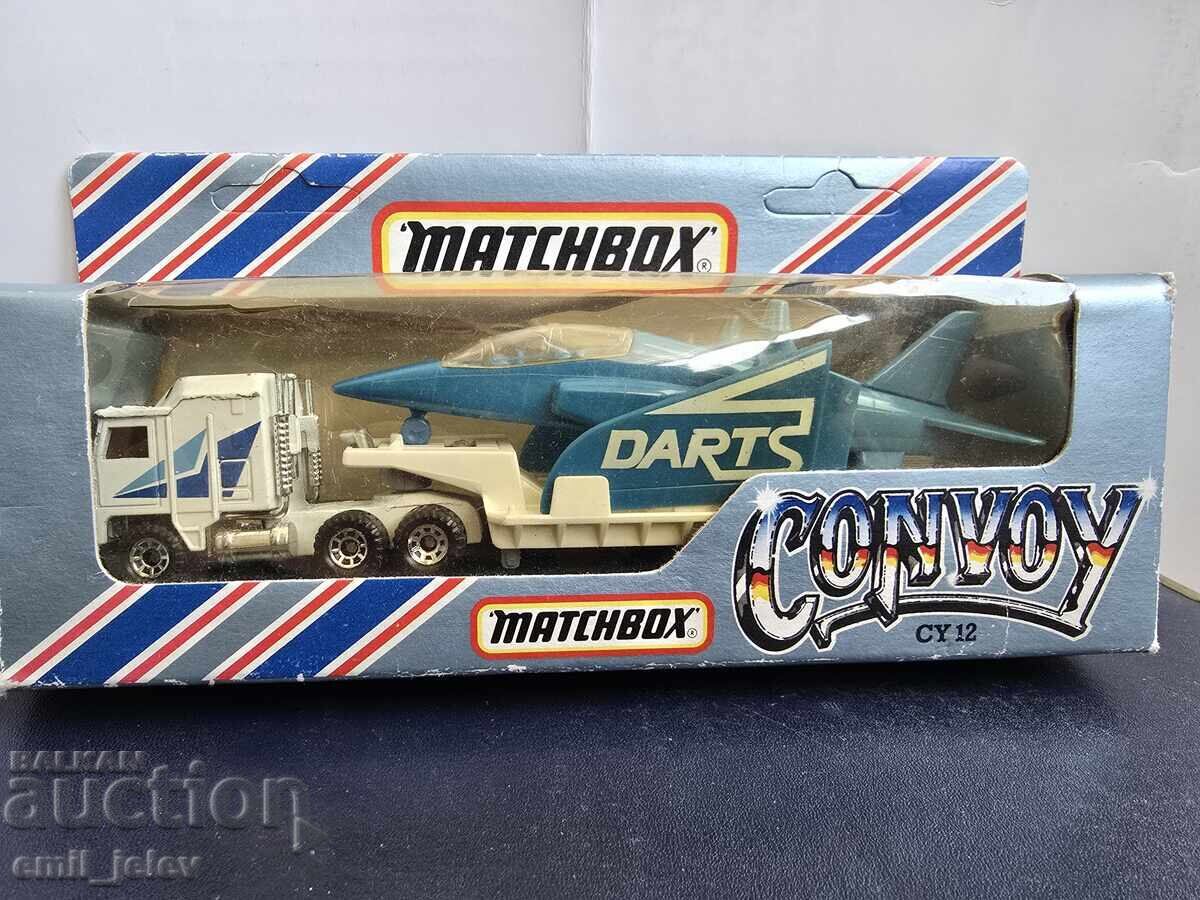 'MATCHBOX'®
DARTS
CONVOY
'MATCHBOX'®
CY 12
BALKAN
auction
emil_jelev